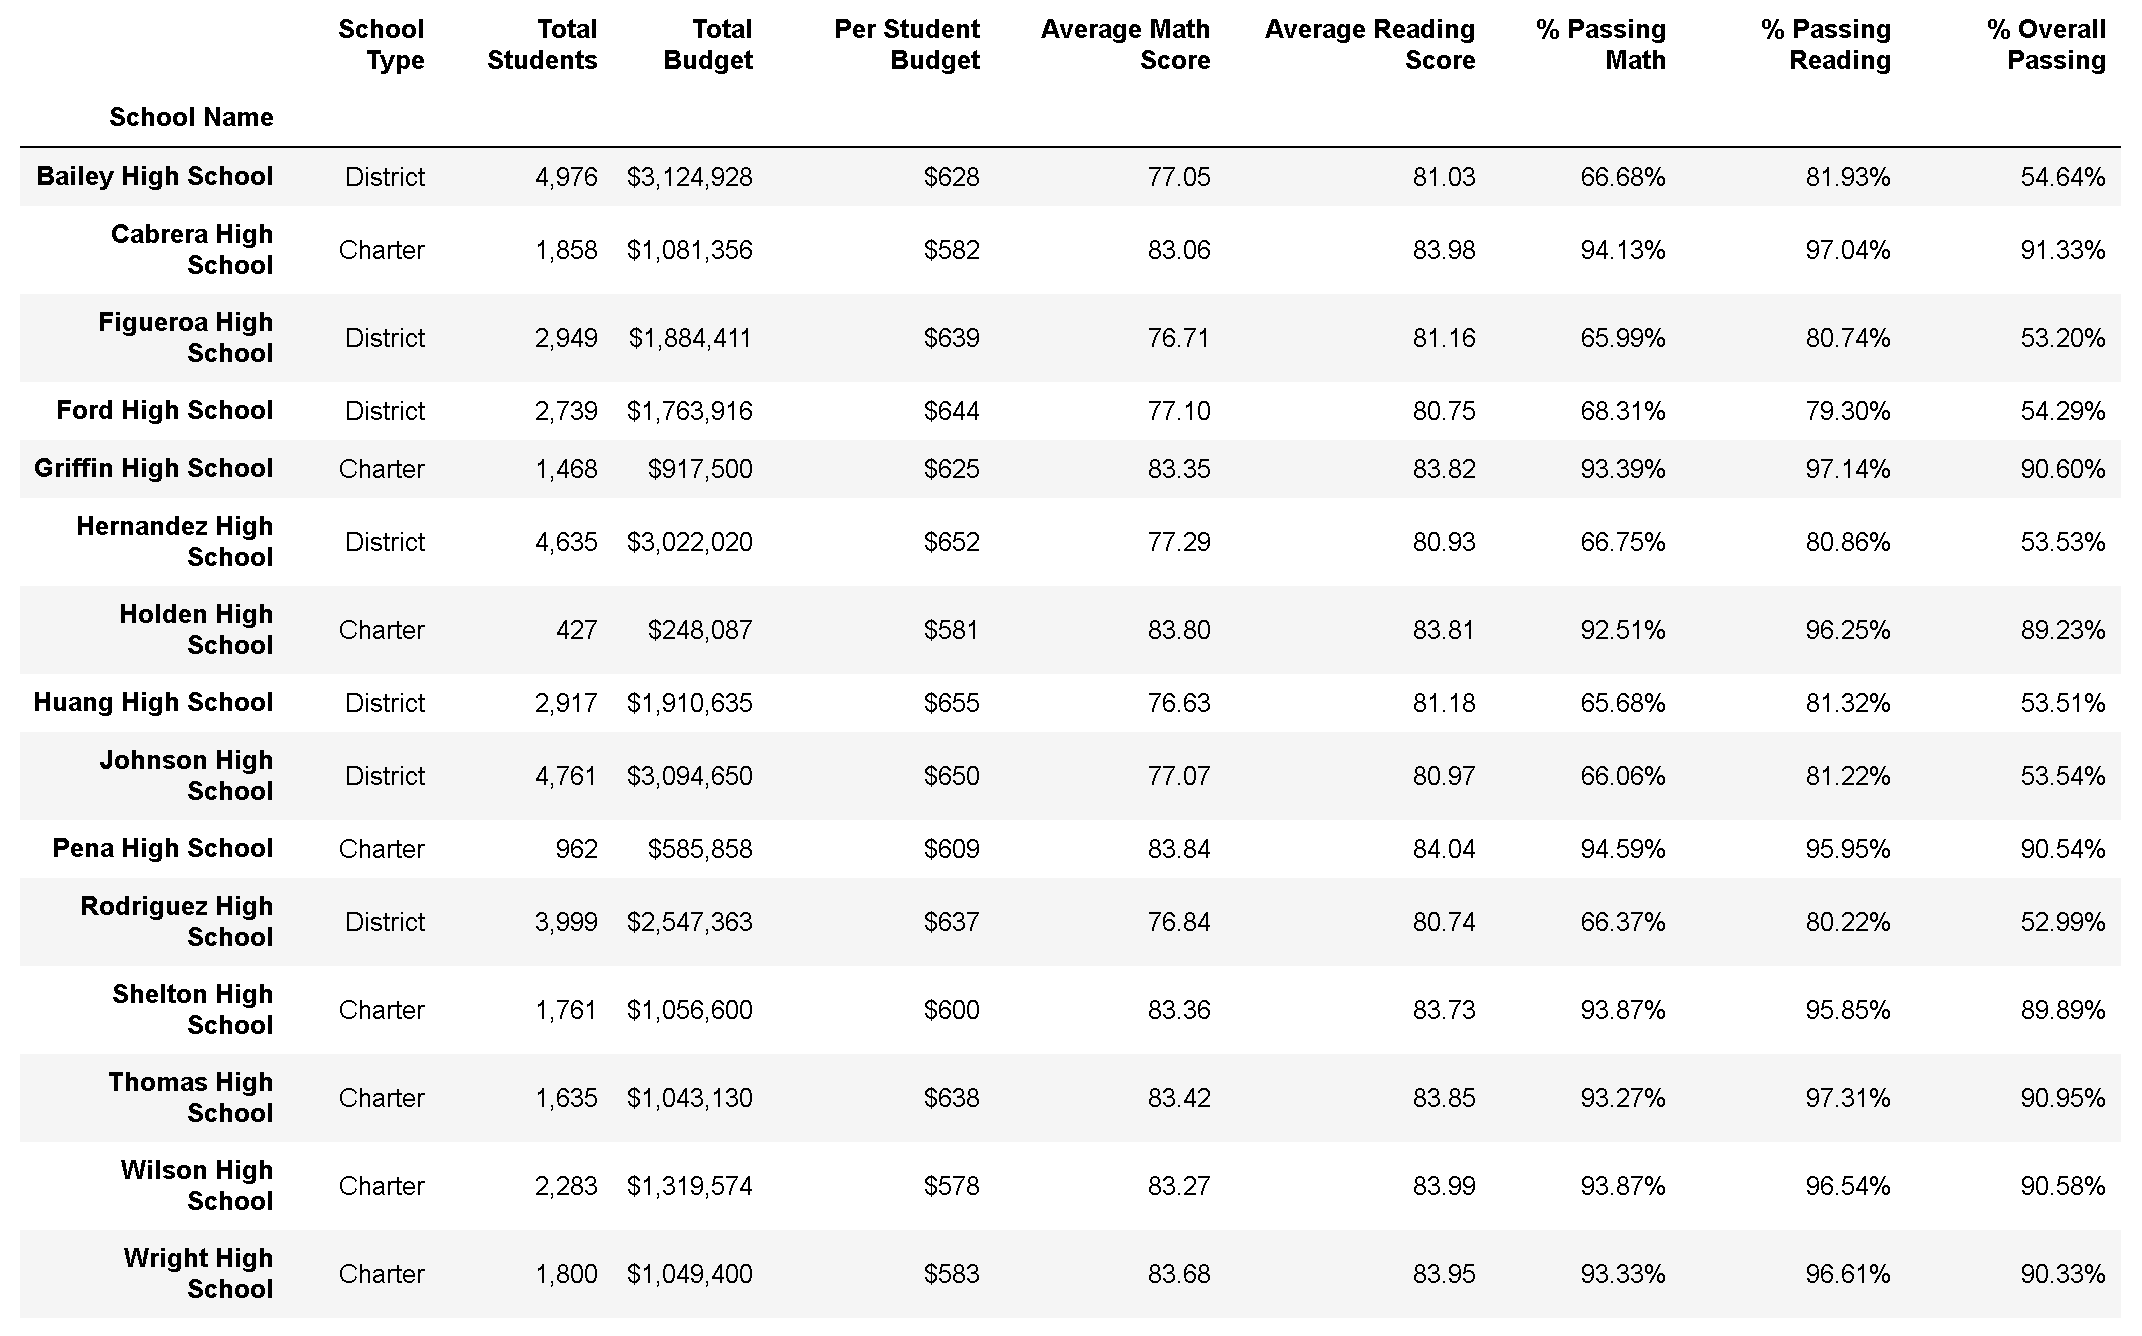 School Type Total Students Total Budget Per Student Budget Average Math Score Average Reading Score % Passing Math % Passing Reading % Overall Passing
School Name
Bailey High School District 4,976 $3,124,928 $628 77.05 81.03 66.68% 81.93% 54.64%
Cabrera High School Charter 1,858 $1,081,356 $582 83.06 83.98 94.13% 97.04% 91.33%
Figueroa High School District 2,949 $1,884,411 $639 76.71 81.16 65.99% 80.74% 53.20%
Ford High School District 2,739 $1,763,916 $644 77.10 80.75 68.31% 79.30% 54.29%
Griffin High School Charter 1,468 $917,500 $625 83.35 83.82 93.39% 97.14% 90.60%
Hernandez High School District 4,635 $3,022,020 $652 77.29 80.93 66.75% 80.86% 53.53%
Holden High School Charter 427 $248,087 $581 83.80 83.81 92.51% 96.25% 89.23%
Huang High School District 2,917 $1,910,635 $655 76.63 81.18 65.68% 81.32% 53.51%
Johnson High School District 4,761 $3,094,650 $650 77.07 80.97 66.06% 81.22% 53.54%
Pena High School Charter 962 $585,858 $609 83.84 84.04 94.59% 95.95% 90.54%
Rodriguez High School District 3,999 $2,547,363 $637 76.84 80.74 66.37% 80.22% 52.99%
Shelton High School Charter 1,761 $1,056,600 $600 83.36 83.73 93.87% 95.85% 89.89%
Thomas High School Charter 1,635 $1,043,130 $638 83.42 83.85 93.27% 97.31% 90.95%
Wilson High School Charter 2,283 $1,319,574 $578 83.27 83.99 93.87% 96.54% 90.58%
Wright High School Charter 1,800 $1,049,400 $583 83.68 83.95 93.33% 96.61% 90.33%